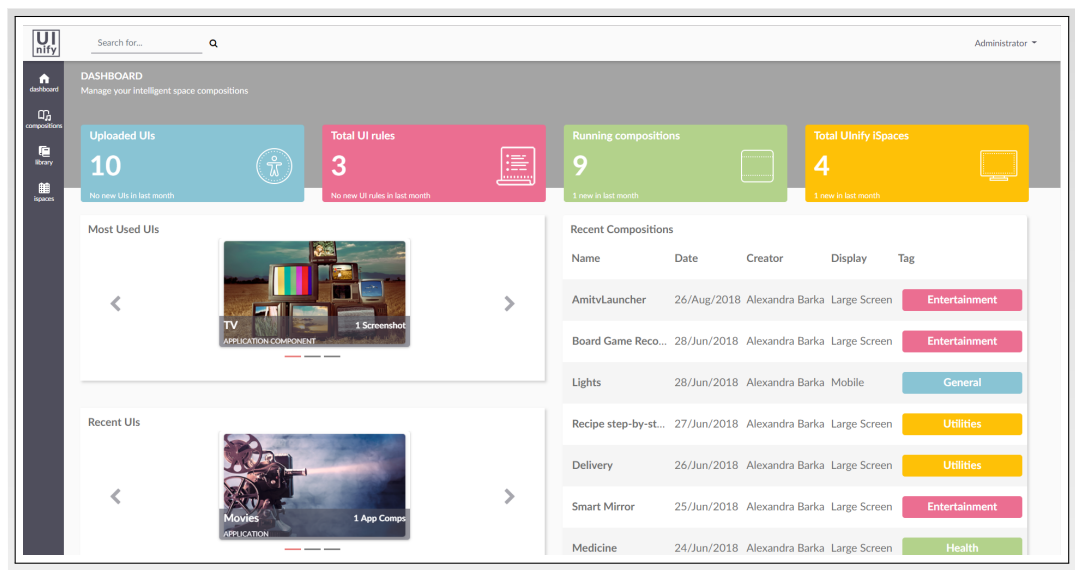 UI
nify
Search for...
Administrator
dashboard
compositions
library
ispaces
DASHBOARD
Manage your intelligent space compositions
Uploaded UIs
10
No new UIs in last month
Total UI rules
3
No new UI rules in last month
Running compositions
9
1 new in last month
Total UInify iSpaces
4
1 new in last month
Most Used UIs
TV 1 Screenshot
APPLICATION COMPONENT
Recent UIs
Movies 1 App Comps
APPLICATION
Recent Compositions
Name Date Creator Display Tag
AmitvLauncher 26/Aug/2018 Alexandra Barka Large Screen Entertainment
Board Game Reco... 28/Jun/2018 Alexandra Barka Large Screen Entertainment
Lights 28/Jun/2018 Alexandra Barka Mobile General
Recipe step-by-st... 27/Jun/2018 Alexandra Barka Large Screen Utilities
Delivery 26/Jun/2018 Alexandra Barka Large Screen Utilities
Smart Mirror 25/Jun/2018 Alexandra Barka Large Screen Entertainment
Medicine 24/Jun/2018 Alexandra Barka Large Screen Health